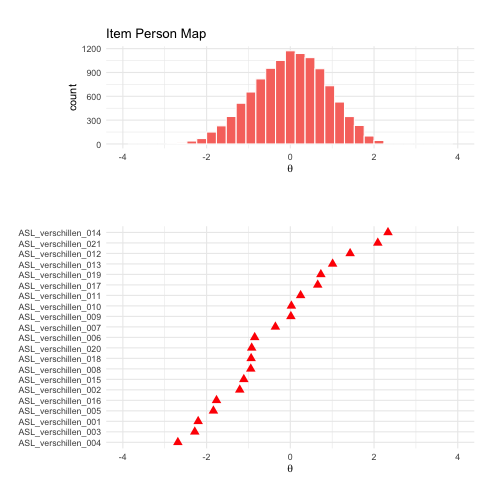 Item Person Map
count
1200
900
600
300
0
-4 -2 0 2 4
θ
ASL_verschillen_014
ASL_verschillen_021
ASL_verschillen_012
ASL_verschillen_013
ASL_verschillen_019
ASL_verschillen_017
ASL_verschillen_011
ASL_verschillen_010
ASL_verschillen_009
ASL_verschillen_007
ASL_verschillen_006
ASL_verschillen_020
ASL_verschillen_018
ASL_verschillen_008
ASL_verschillen_015
ASL_verschillen_002
ASL_verschillen_016
ASL_verschillen_005
ASL_verschillen_001
ASL_verschillen_003
ASL_verschillen_004
-4 -2 0 2 4
θ